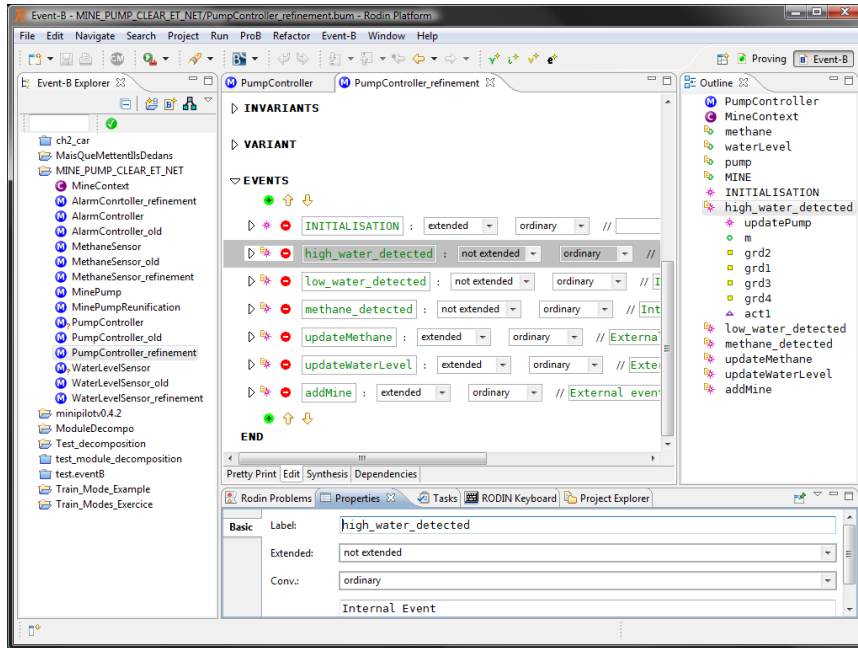 Event-B - MINE_PUMP_CLEAR_ET_NET/PumpController_refinement.bum - Rodin Platform
File Edit Navigate Search Project Run ProB Refactor Event-B Window Help
Proving Event-B
Event-B Explorer
ch2_car
MaisQueMettentIlsDedans
MINE_PUMP_CLEAR_ET_NET
MineContext
AlarmConrtoller_refinement
AlarmController
AlarmController_old
MethaneSensor
MethaneSensor_old
MethaneSensor_refinement
MinePump
MinePumpReunification
PumpController
PumpController_old
PumpController_refinement
WaterLevelSensor
WaterLevelSensor_old
WaterLevelSensor_refinement
minipilotv0.4.2
ModuleDecompo
Test_decomposition
test_module_decomposition
test.eventB
Train_Mode_Example
Train_Modes_Exercice
PumpController PumpController_refinement
INVARIANTS
VARIANT
EVENTS
INITIALISATION : extended ordinary //
high_water_detected : not extended ordinary //
low_water_detected : not extended ordinary // I
methane_detected : not extended ordinary // Int
updateMethane : extended ordinary // Externa
updateWaterLevel : extended ordinary // Exte
addMine : extended ordinary // External event
END
Pretty Print Edit Synthesis Dependencies
Outline
PumpController
MineContext
methane
waterLevel
pump
MINE
INITIALISATION
high_water_detected
updatePump
m
grd2
grd1
grd3
grd4
act1
low_water_detected
methane_detected
updateMethane
updateWaterLevel
addMine
Rodin Problems Properties Tasks RODIN Keyboard Project Explorer
Basic
Label: high_water_detected
Extended: not extended
Conv.: ordinary
Internal Event